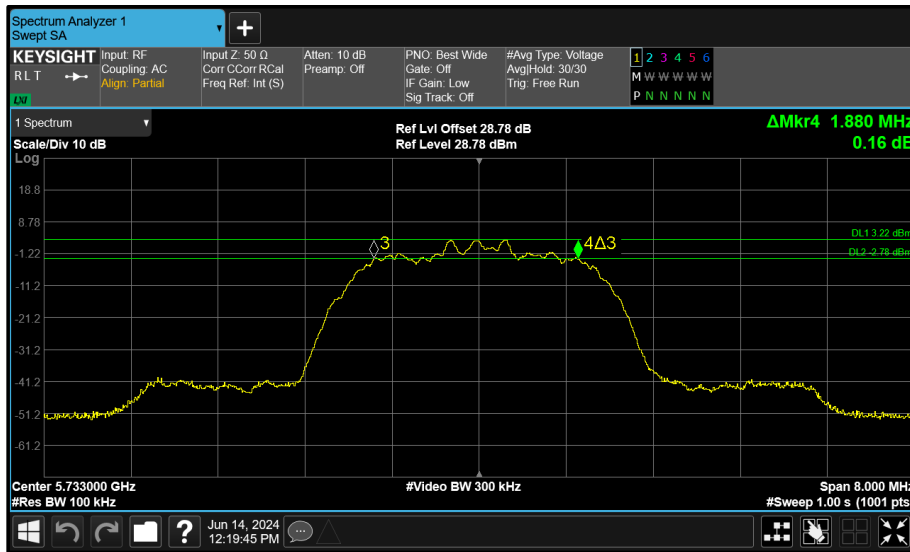 Spectrum Analyzer 1
Swept SA
+
KEYSIGHT
R L T
LXI
Input: RF
Coupling: AC
Align: Partial
Input Z: 50 Ω
Corr CCorr RCal
Freq Ref: Int (S)
Atten: 10 dB
Preamp: Off
PNO: Best Wide
Gate: Off
IF Gain: Low
Sig Track: Off
#Avg Type: Voltage
Avg|Hold: 30/30
Trig: Free Run
1 2 3 4 5 6
M W W W W W
P N N N N N
1 Spectrum
Scale/Div 10 dB
Ref Lvl Offset 28.78 dB
Ref Level 28.78 dBm
ΔMkr4 1.880 MHz
0.16 dB
Log
18.8
8.78
-1.22
-11.2
-21.2
-31.2
-41.2
-51.2
-61.2
3
4Δ3
DL1 3.22 dBm
DL2 -2.78 dBm
Center 5.733000 GHz
#Res BW 100 kHz
#Video BW 300 kHz
Span 8.000 MHz
#Sweep 1.00 s (1001 pts
?
Jun 14, 2024
12:19:45 PM